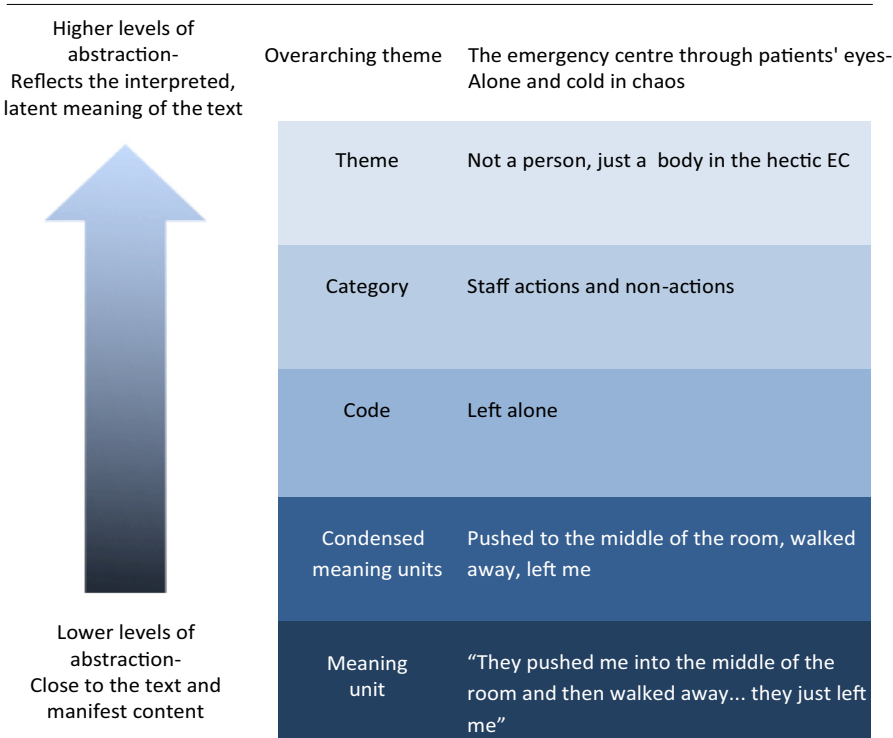 Higher levels of
abstraction-
Reflects the interpreted,
latent meaning of the text
Overarching theme
The emergency centre through patients' eyes-
Alone and cold in chaos
Theme
Not a person, just a  body in the hectic EC
Category
Staff actions and non-actions
Code
Left alone
Condensed
meaning units
Pushed to the middle of the room, walked
away, left me
Lower levels of
abstraction-
Close to the text and
manifest content
Meaning
unit
“They pushed me into the middle of the
room and then walked away... they just left
me”